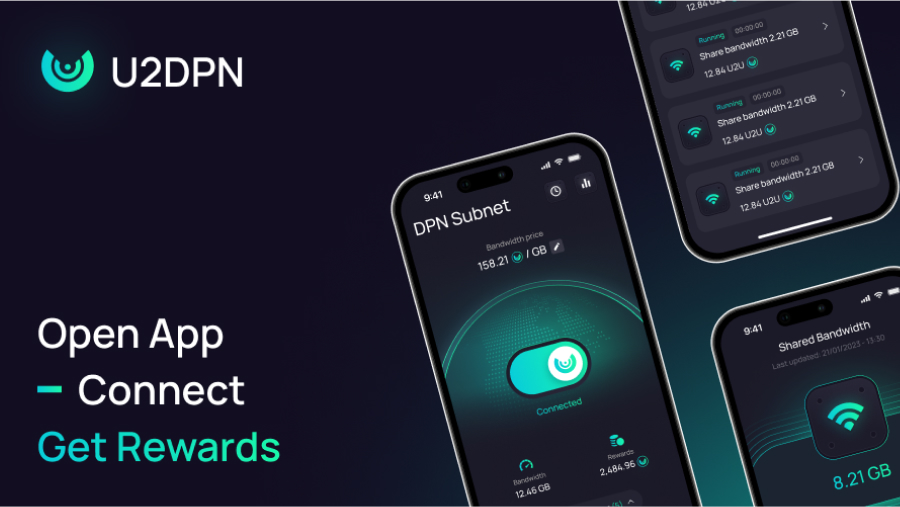 U2DPN
Open App
Connect
Get Rewards
9:41
DPN Subnet
Bandwidth price
158.21 / GB
Connected
Bandwidth
12.46 GB
Rewards
2,484.96
12.84 U2U
Running 00:00:00
Share bandwidth 2.21 GB
12.84 U2U
Running 00:00:00
Share bandwidth 2.21 GB
12.84 U2U
Running 00:00:00
Share bandwidth 2.21 GB
12.84 U2U
9:41
Shared Bandwidth
Last updated: 21/01/2023 - 13:30
8.21 GB